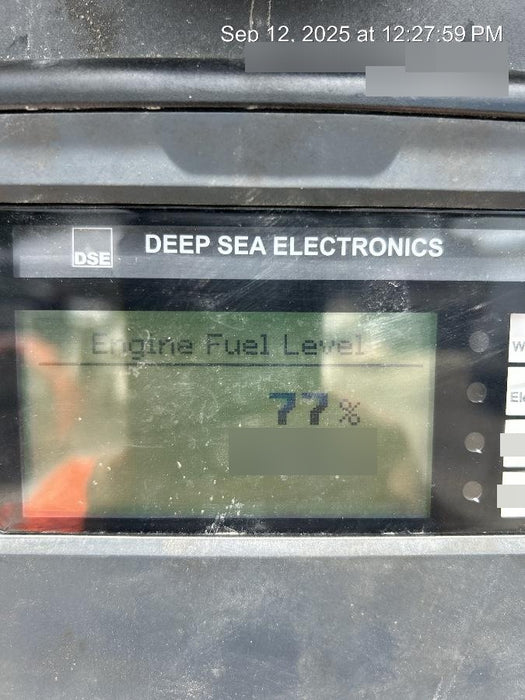 Sep 12, 2025 at 12:27:59 PM
DSE
DEEP SEA ELECTRONICS
Engine Fuel Level
77 %